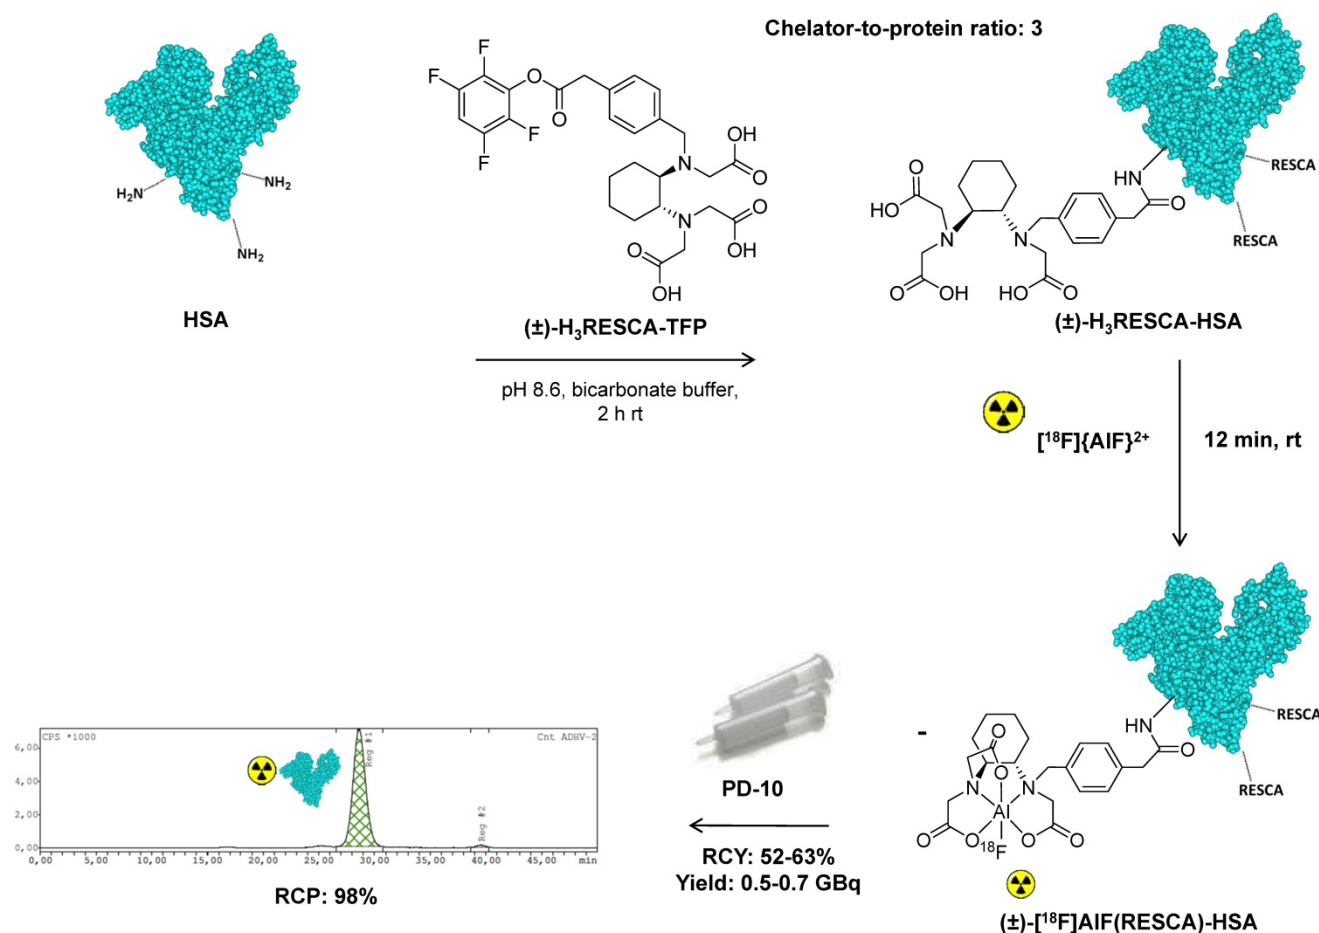 Chelator-to-protein ratio: 3
H₂N
NH₂
NH₂
HSA
F
F
F
F
O
O
N
OH
O
N
O
OH
O
OH
(±)-H₃RESCA-TFP
pH 8.6, bicarbonate buffer,
2 h rt
HN
O
RESCA
RESCA
HO
O
N
N
O
OH
HO
O
(±)-H₃RESCA-HSA
[¹⁸F]{AlF}²⁺
12 min, rt
HN
O
RESCA
RESCA
-
O
O
N
N
Al
O
O
O
O
¹⁸F
(±)-[¹⁸F]AlF(RESCA)-HSA
PD-10
RCY: 52-63%
Yield: 0.5-0.7 GBq
CPS *1000
Cnt ADHV-2
Reg #1
Reg #2
6,00
4,00
2,00
0,00
0,00 5,00 10,00 15,00 20,00 25,00 30,00 35,00 40,00 45,00 min
RCP: 98%